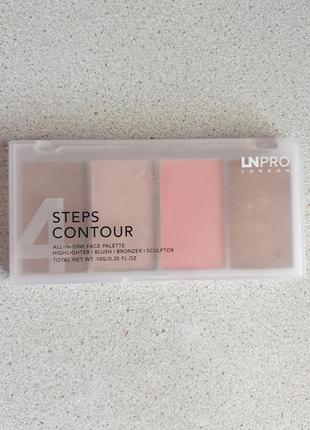 4
STEPS
CONTOUR
ALL-IN-ONE FACE PALETTE
HIGHLIGHTER I BLUSH I BRONZER I SCULPTOR
TOTAL NET WT. 10G/0,35 FL.OZ
LNPRO
LONDON